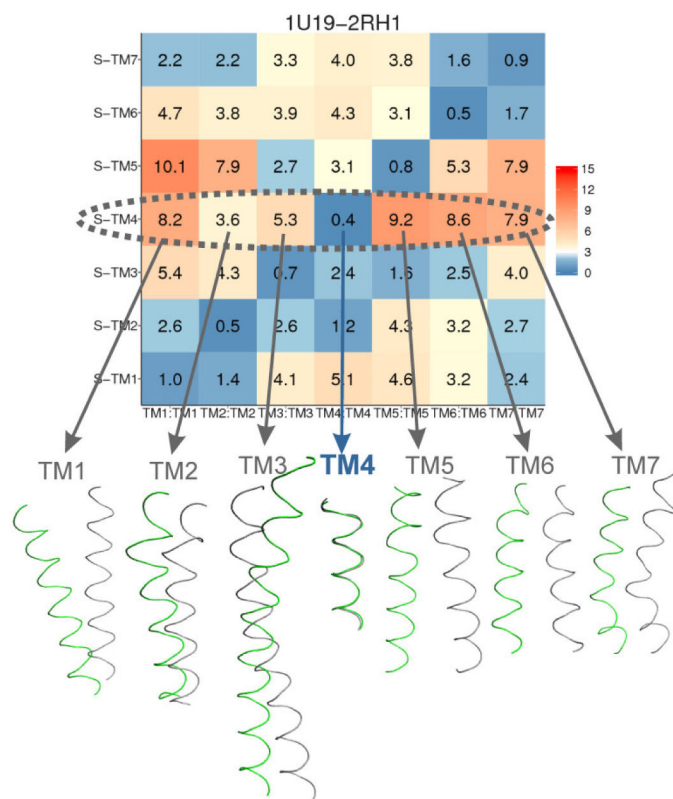 1U19-2RH1
S-TM7 2.2 2.2 3.3 4.0 3.8 1.6 0.9
S-TM6 4.7 3.8 3.9 4.3 3.1 0.5 1.7
S-TM5 10.1 7.9 2.7 3.1 0.8 5.3 7.9
S-TM4 8.2 3.6 5.3 0.4 9.2 8.6 7.9
S-TM3 5.4 4.3 0.7 2.4 1.6 2.5 4.0
S-TM2 2.6 0.5 2.6 1.2 4.3 3.2 2.7
S-TM1 1.0 1.4 4.1 5.1 4.6 3.2 2.4
TM1:TM1 TM2:TM2 TM3:TM3 TM4:TM4 TM5:TM5 TM6:TM6 TM7:TM7
15
12
9
6
3
0
TM1 TM2 TM3 TM4 TM5 TM6 TM7